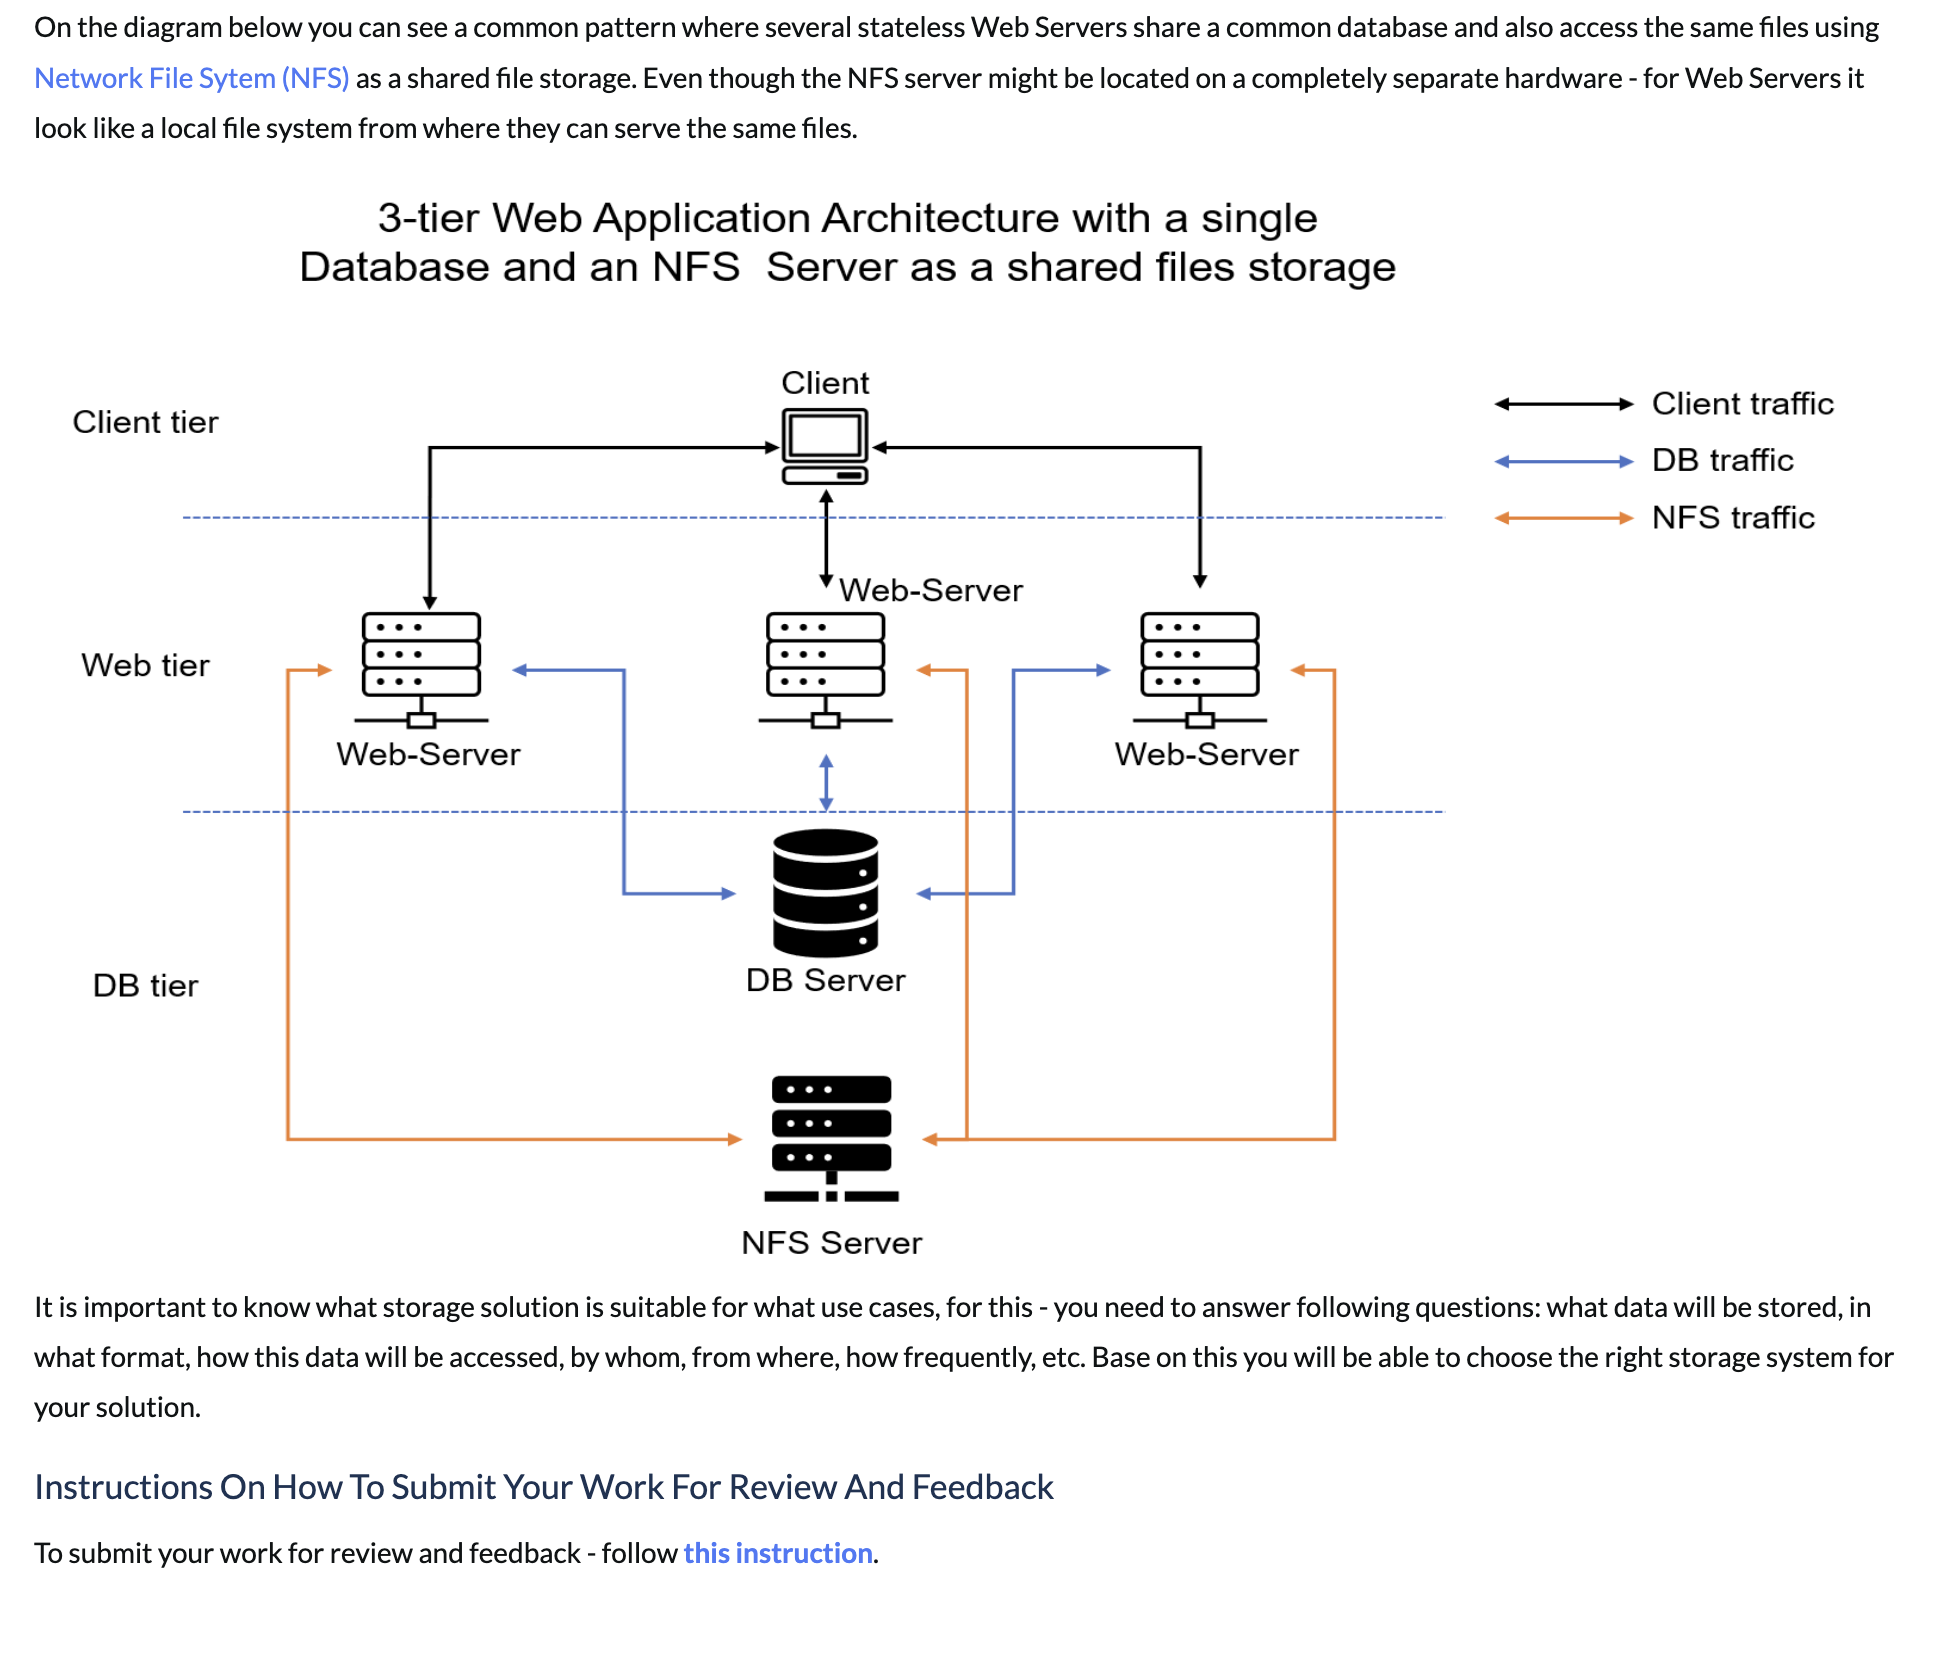 On the diagram below you can see a common pattern where several stateless Web Servers share a common database and also access the same files using
Network File Sytem (NFS) as a shared file storage. Even though the NFS server might be located on a completely separate hardware - for Web Servers it
look like a local file system from where they can serve the same files.
3-tier Web Application Architecture with a single
Database and an NFS Server as a shared files storage
Client
Client tier
Client traffic
DB traffic
NFS traffic
Web-Server
Web tier
Web-Server
Web-Server
DB Server
DB tier
NFS Server
It is important to know what storage solution is suitable for what use cases, for this - you need to answer following questions: what data will be stored, in
what format, how this data will be accessed, by whom, from where, how frequently, etc. Base on this you will be able to choose the right storage system for
your solution.
Instructions On How To Submit Your Work For Review And Feedback
To submit your work for review and feedback - follow this instruction.